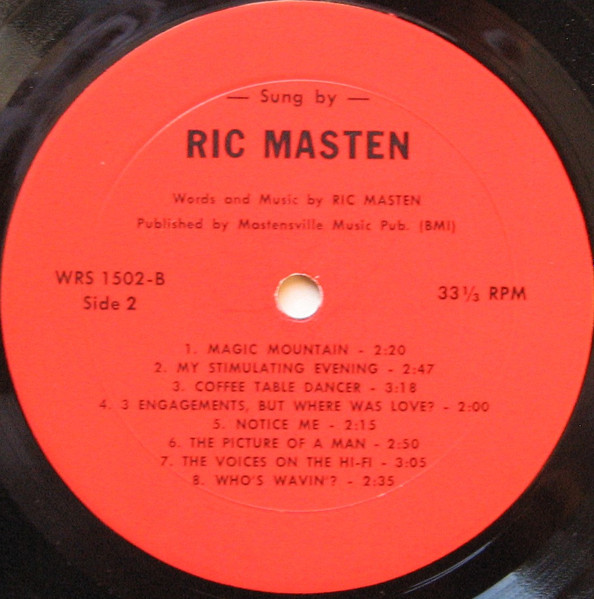 — Sung by —
RIC MASTEN
Words and Music by RIC MASTEN
Published by Mastensville Music Pub. (BMI)
WRS 1502-B
Side 2
33 1/3 RPM
1. MAGIC MOUNTAIN - 2:20
2. MY STIMULATING EVENING - 2:47
3. COFFEE TABLE DANCER - 3:18
4. 3 ENGAGEMENTS, BUT WHERE WAS LOVE? - 2:00
5. NOTICE ME - 2:15
6. THE PICTURE OF A MAN - 2:50
7. THE VOICES ON THE HI-FI - 3:05
8. WHO'S WAVIN'? - 2:35